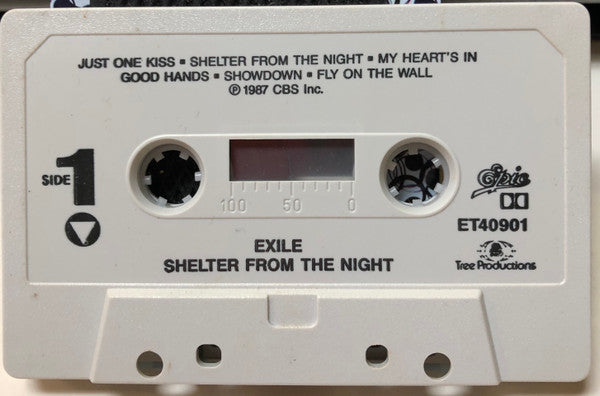 JUST ONE KISS ▪ SHELTER FROM THE NIGHT ▪ MY HEART'S IN
GOOD HANDS ▪ SHOWDOWN ▪ FLY ON THE WALL
℗ 1987 CBS Inc.
SIDE 1
100 50 0
Epic
ET40901
EXILE
SHELTER FROM THE NIGHT
Tree Productions